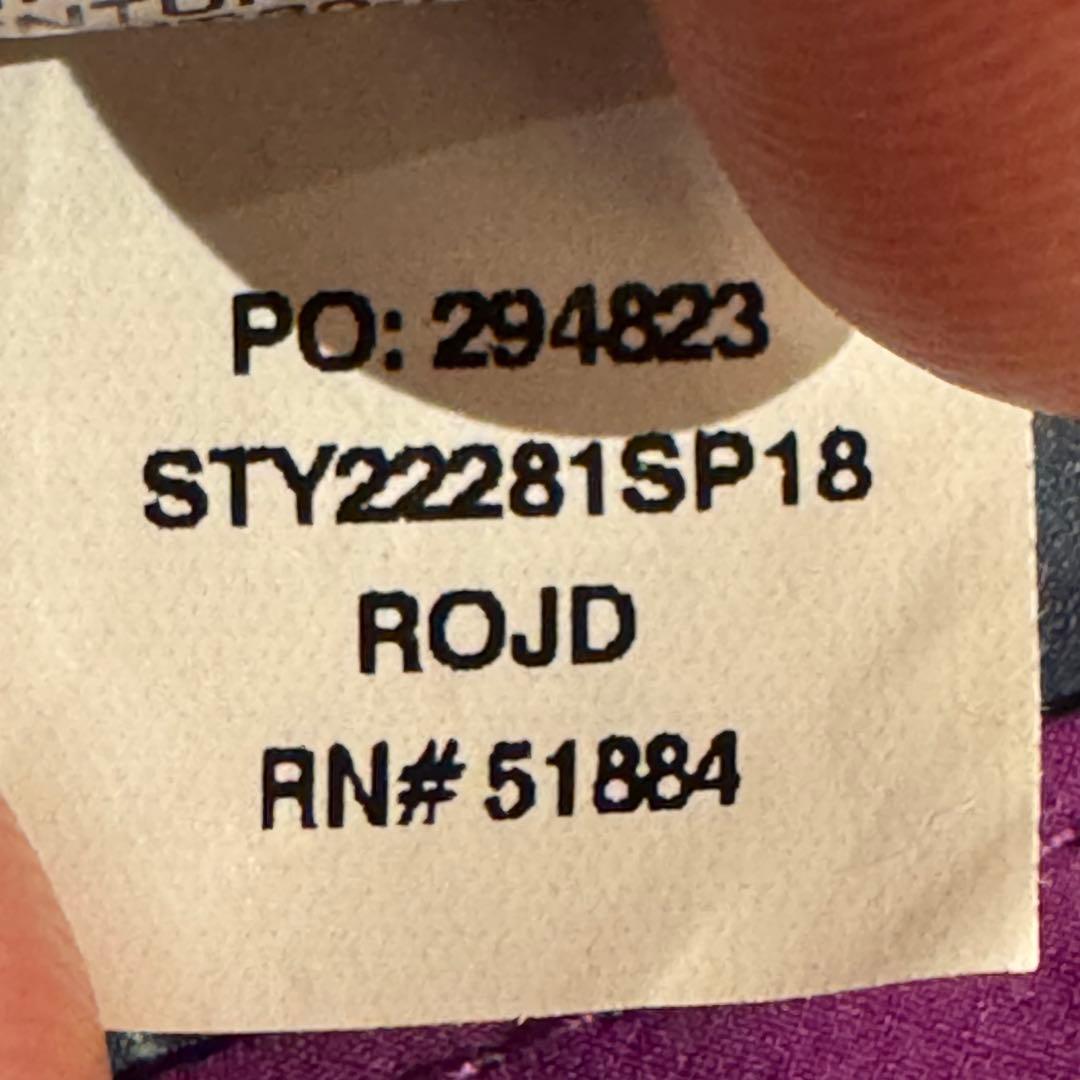 PO: 294823
STY22281SP18
ROJD
RN# 51884